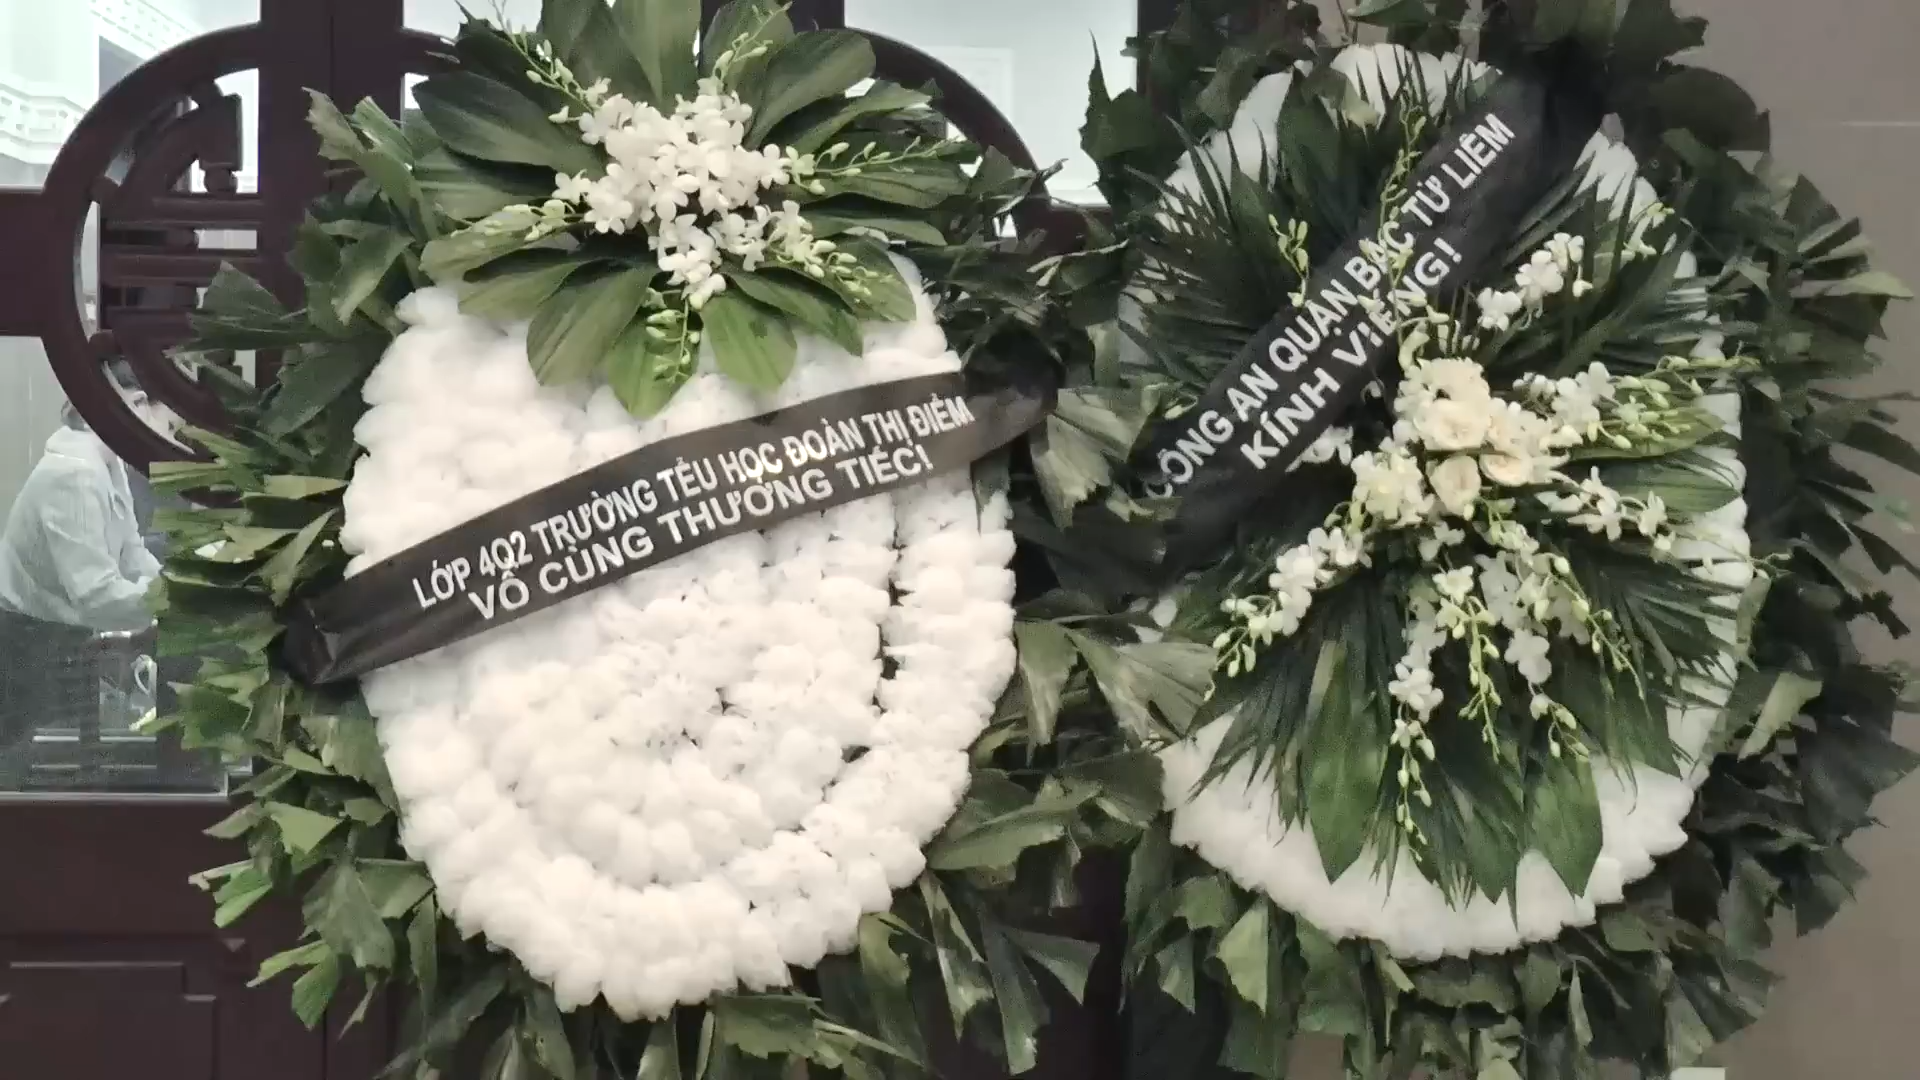 LỚP 4Q2 TRƯỜNG TỂU HỌC ĐOÀN THỊ ĐIỂM
VÔ CÙNG THƯƠNG TIẾC!
CÔNG AN QUẬN BẮC TỪ LIÊM
KÍNH VIẾNG!